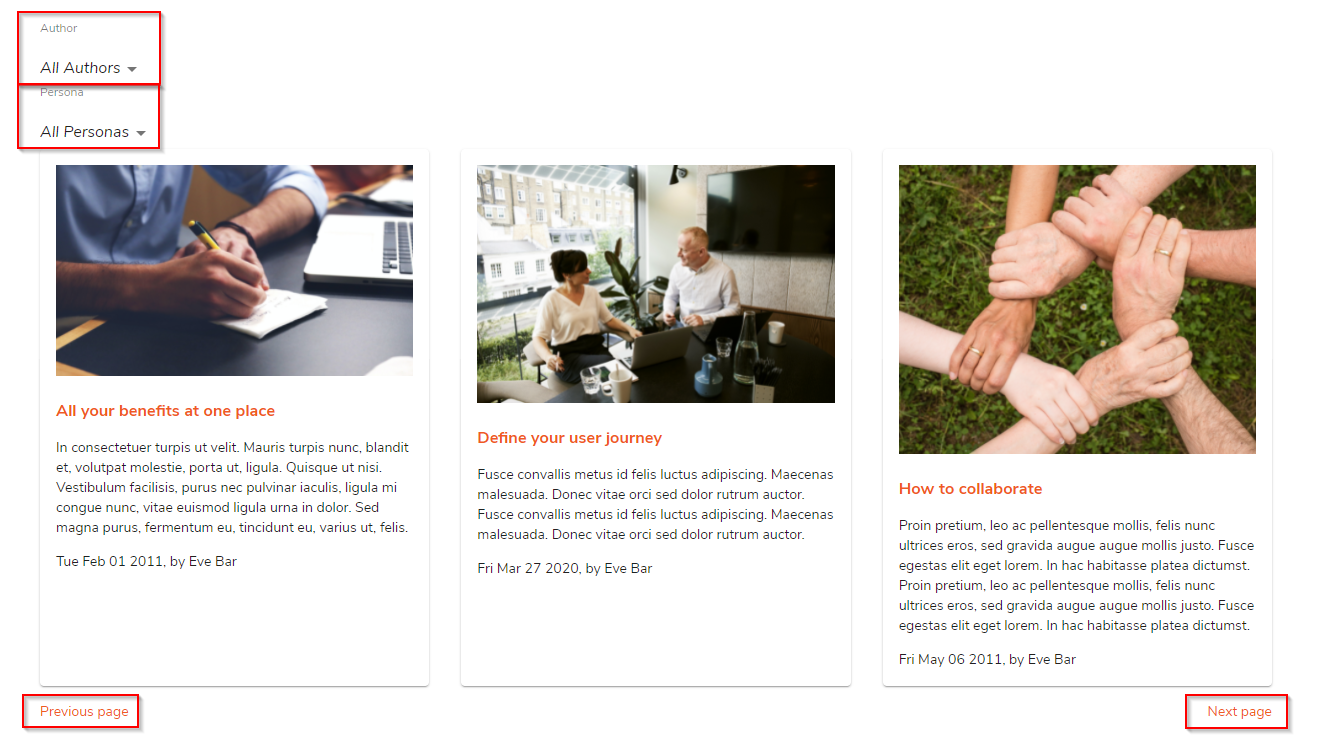 Author
All Authors
Persona
All Personas
All your benefits at one place
In consectetuer turpis ut velit. Mauris turpis nunc, blandit
et, volutpat molestie, porta ut, ligula. Quisque ut nisi.
Vestibulum facilisis, purus nec pulvinar iaculis, ligula mi
congue nunc, vitae euismod ligula urna in dolor. Sed
magna purus, fermentum eu, tincidunt eu, varius ut, felis.
Tue Feb 01 2011, by Eve Bar
Define your user journey
Fusce convallis metus id felis luctus adipiscing. Maecenas
malesuada. Donec vitae orci sed dolor rutrum auctor.
Fusce convallis metus id felis luctus adipiscing. Maecenas
malesuada. Donec vitae orci sed dolor rutrum auctor.
Fri Mar 27 2020, by Eve Bar
How to collaborate
Proin pretium, leo ac pellentesque mollis, felis nunc
ultrices eros, sed gravida augue augue mollis justo. Fusce
egestas elit eget lorem. In hac habitasse platea dictumst.
Proin pretium, leo ac pellentesque mollis, felis nunc
ultrices eros, sed gravida augue augue mollis justo. Fusce
egestas elit eget lorem. In hac habitasse platea dictumst.
Fri May 06 2011, by Eve Bar
Previous page
Next page